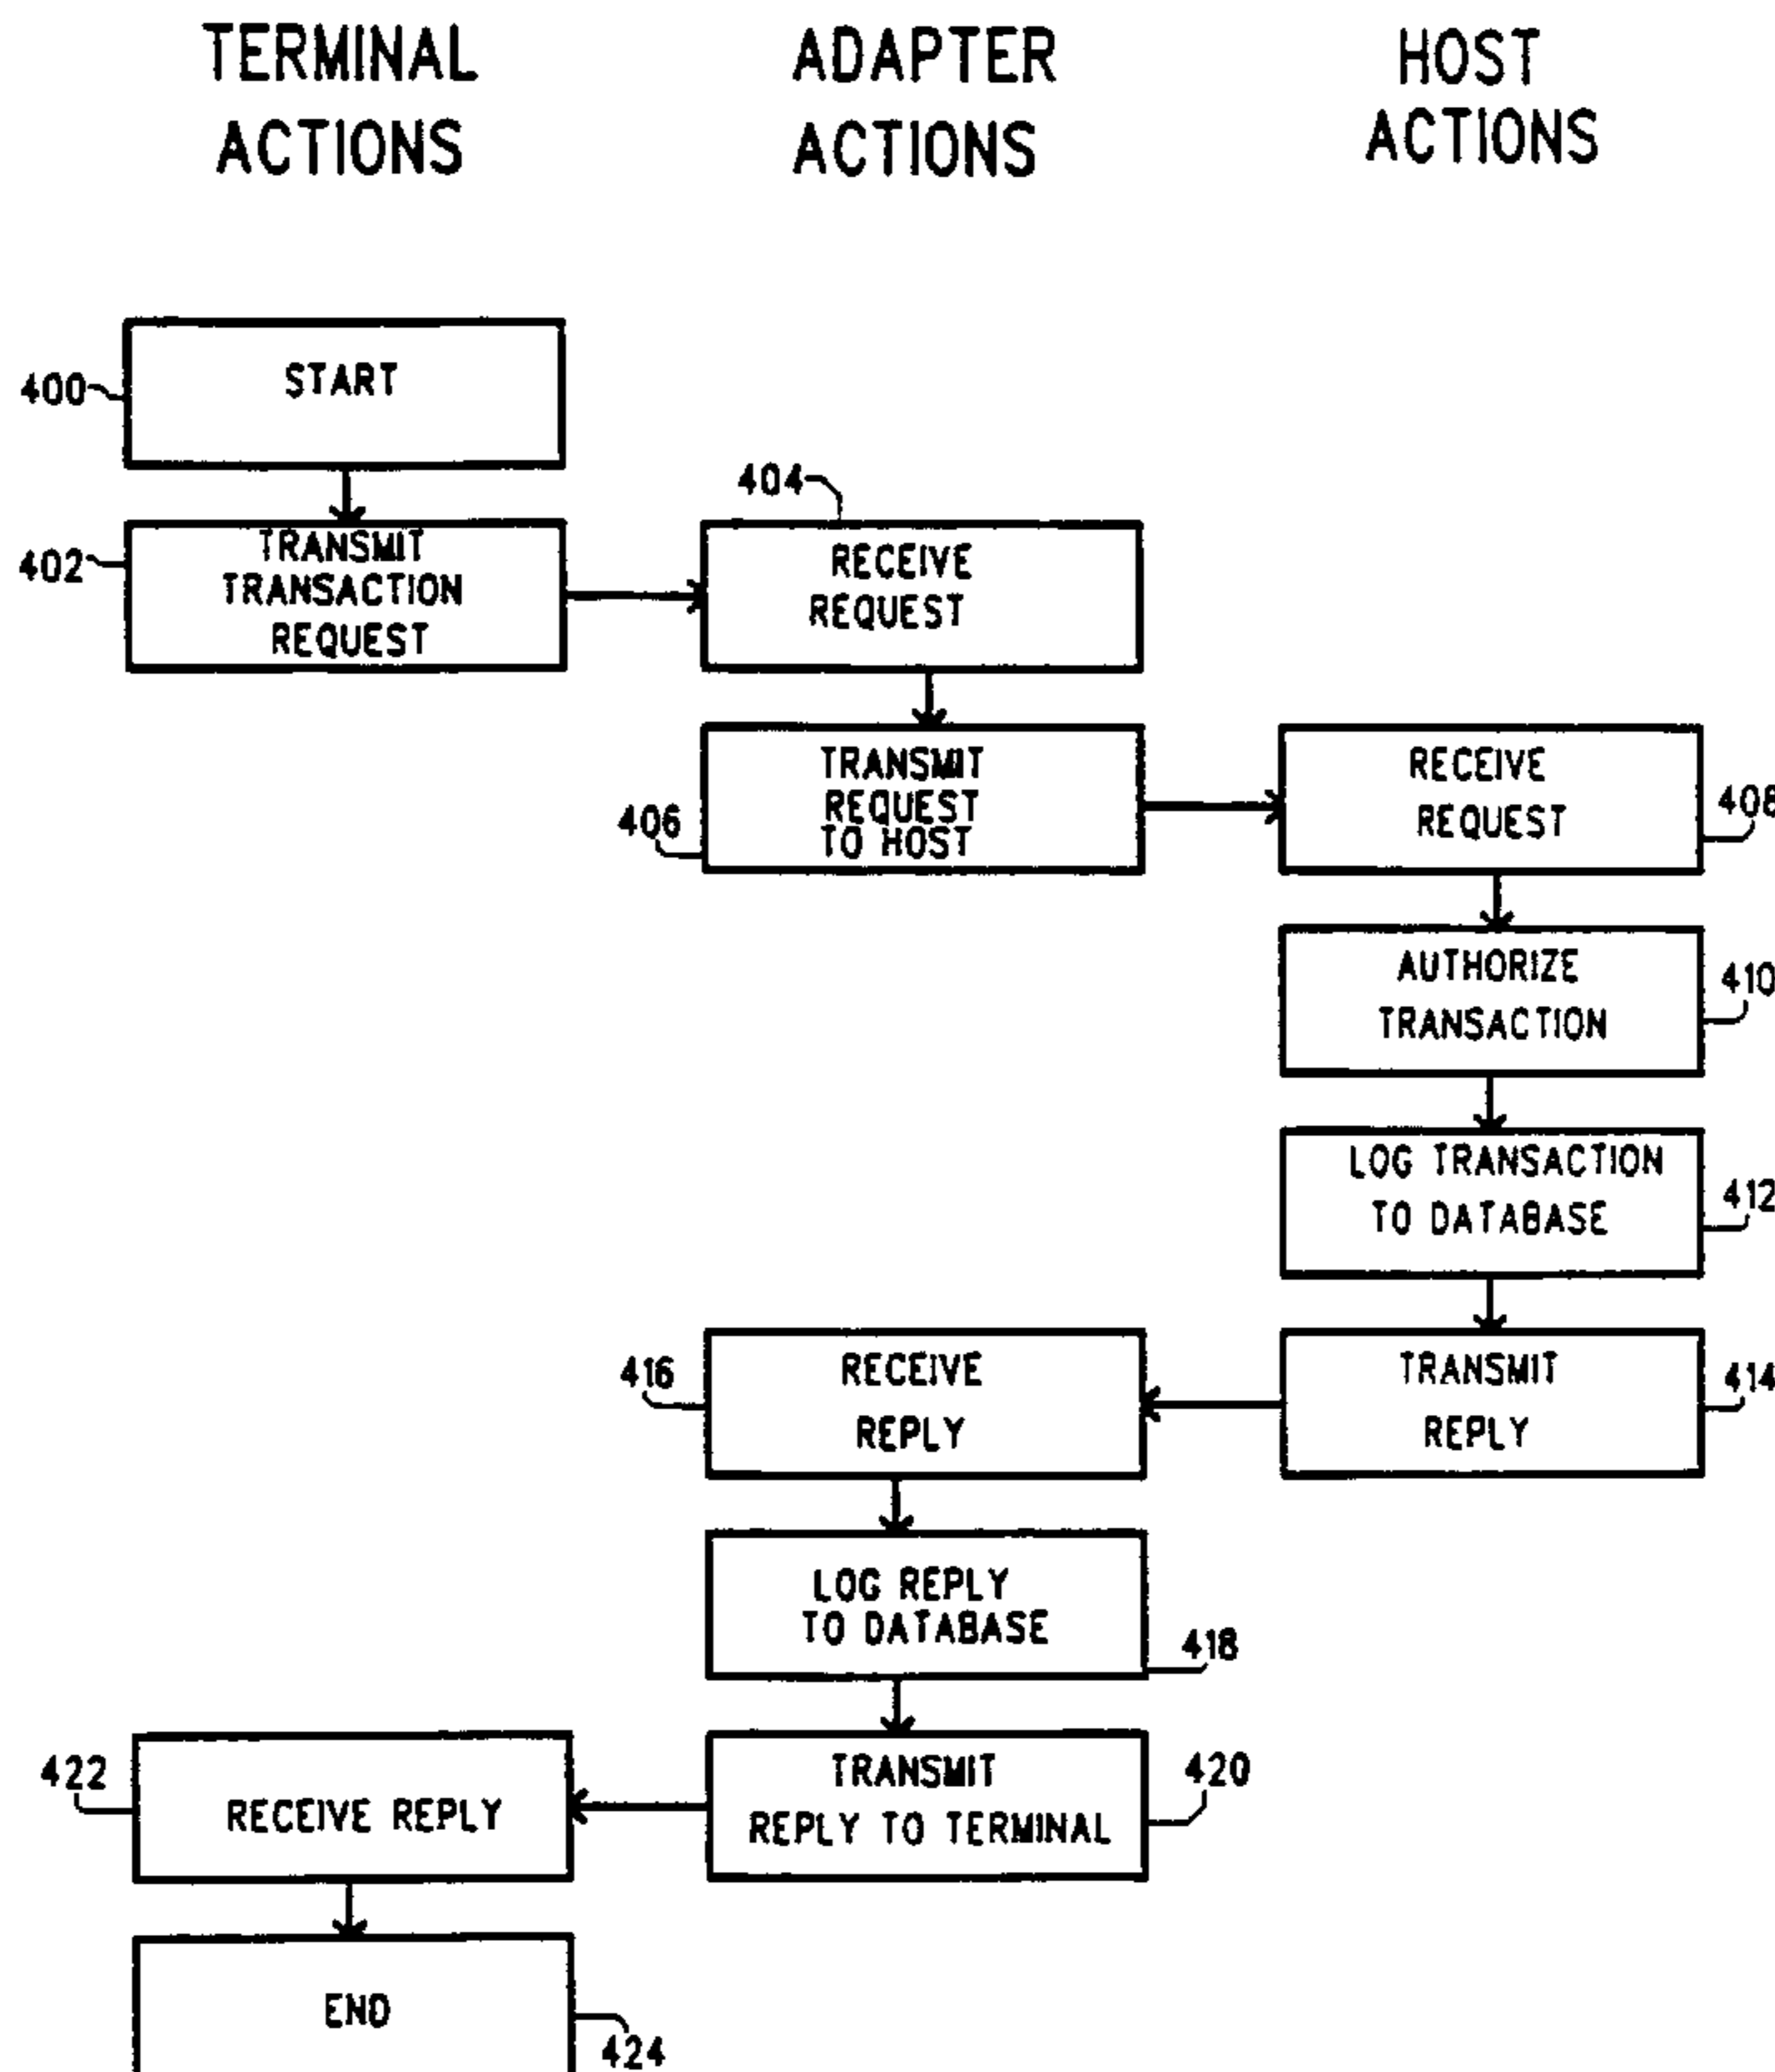 TERMINAL
ACTIONS
ADAPTER
ACTIONS
HOST
ACTIONS
400
START
402
TRANSMIT
TRANSACTION
REQUEST
404
RECEIVE
REQUEST
406
TRANSMIT
REQUEST
TO HOST
RECEIVE
REQUEST
408
AUTHORIZE
TRANSACTION
410
LOG TRANSACTION
TO DATABASE
412
TRANSMIT
REPLY
414
416
RECEIVE
REPLY
LOG REPLY
TO DATABASE
418
TRANSMIT
REPLY TO TERMINAL
420
422
RECEIVE REPLY
END
424